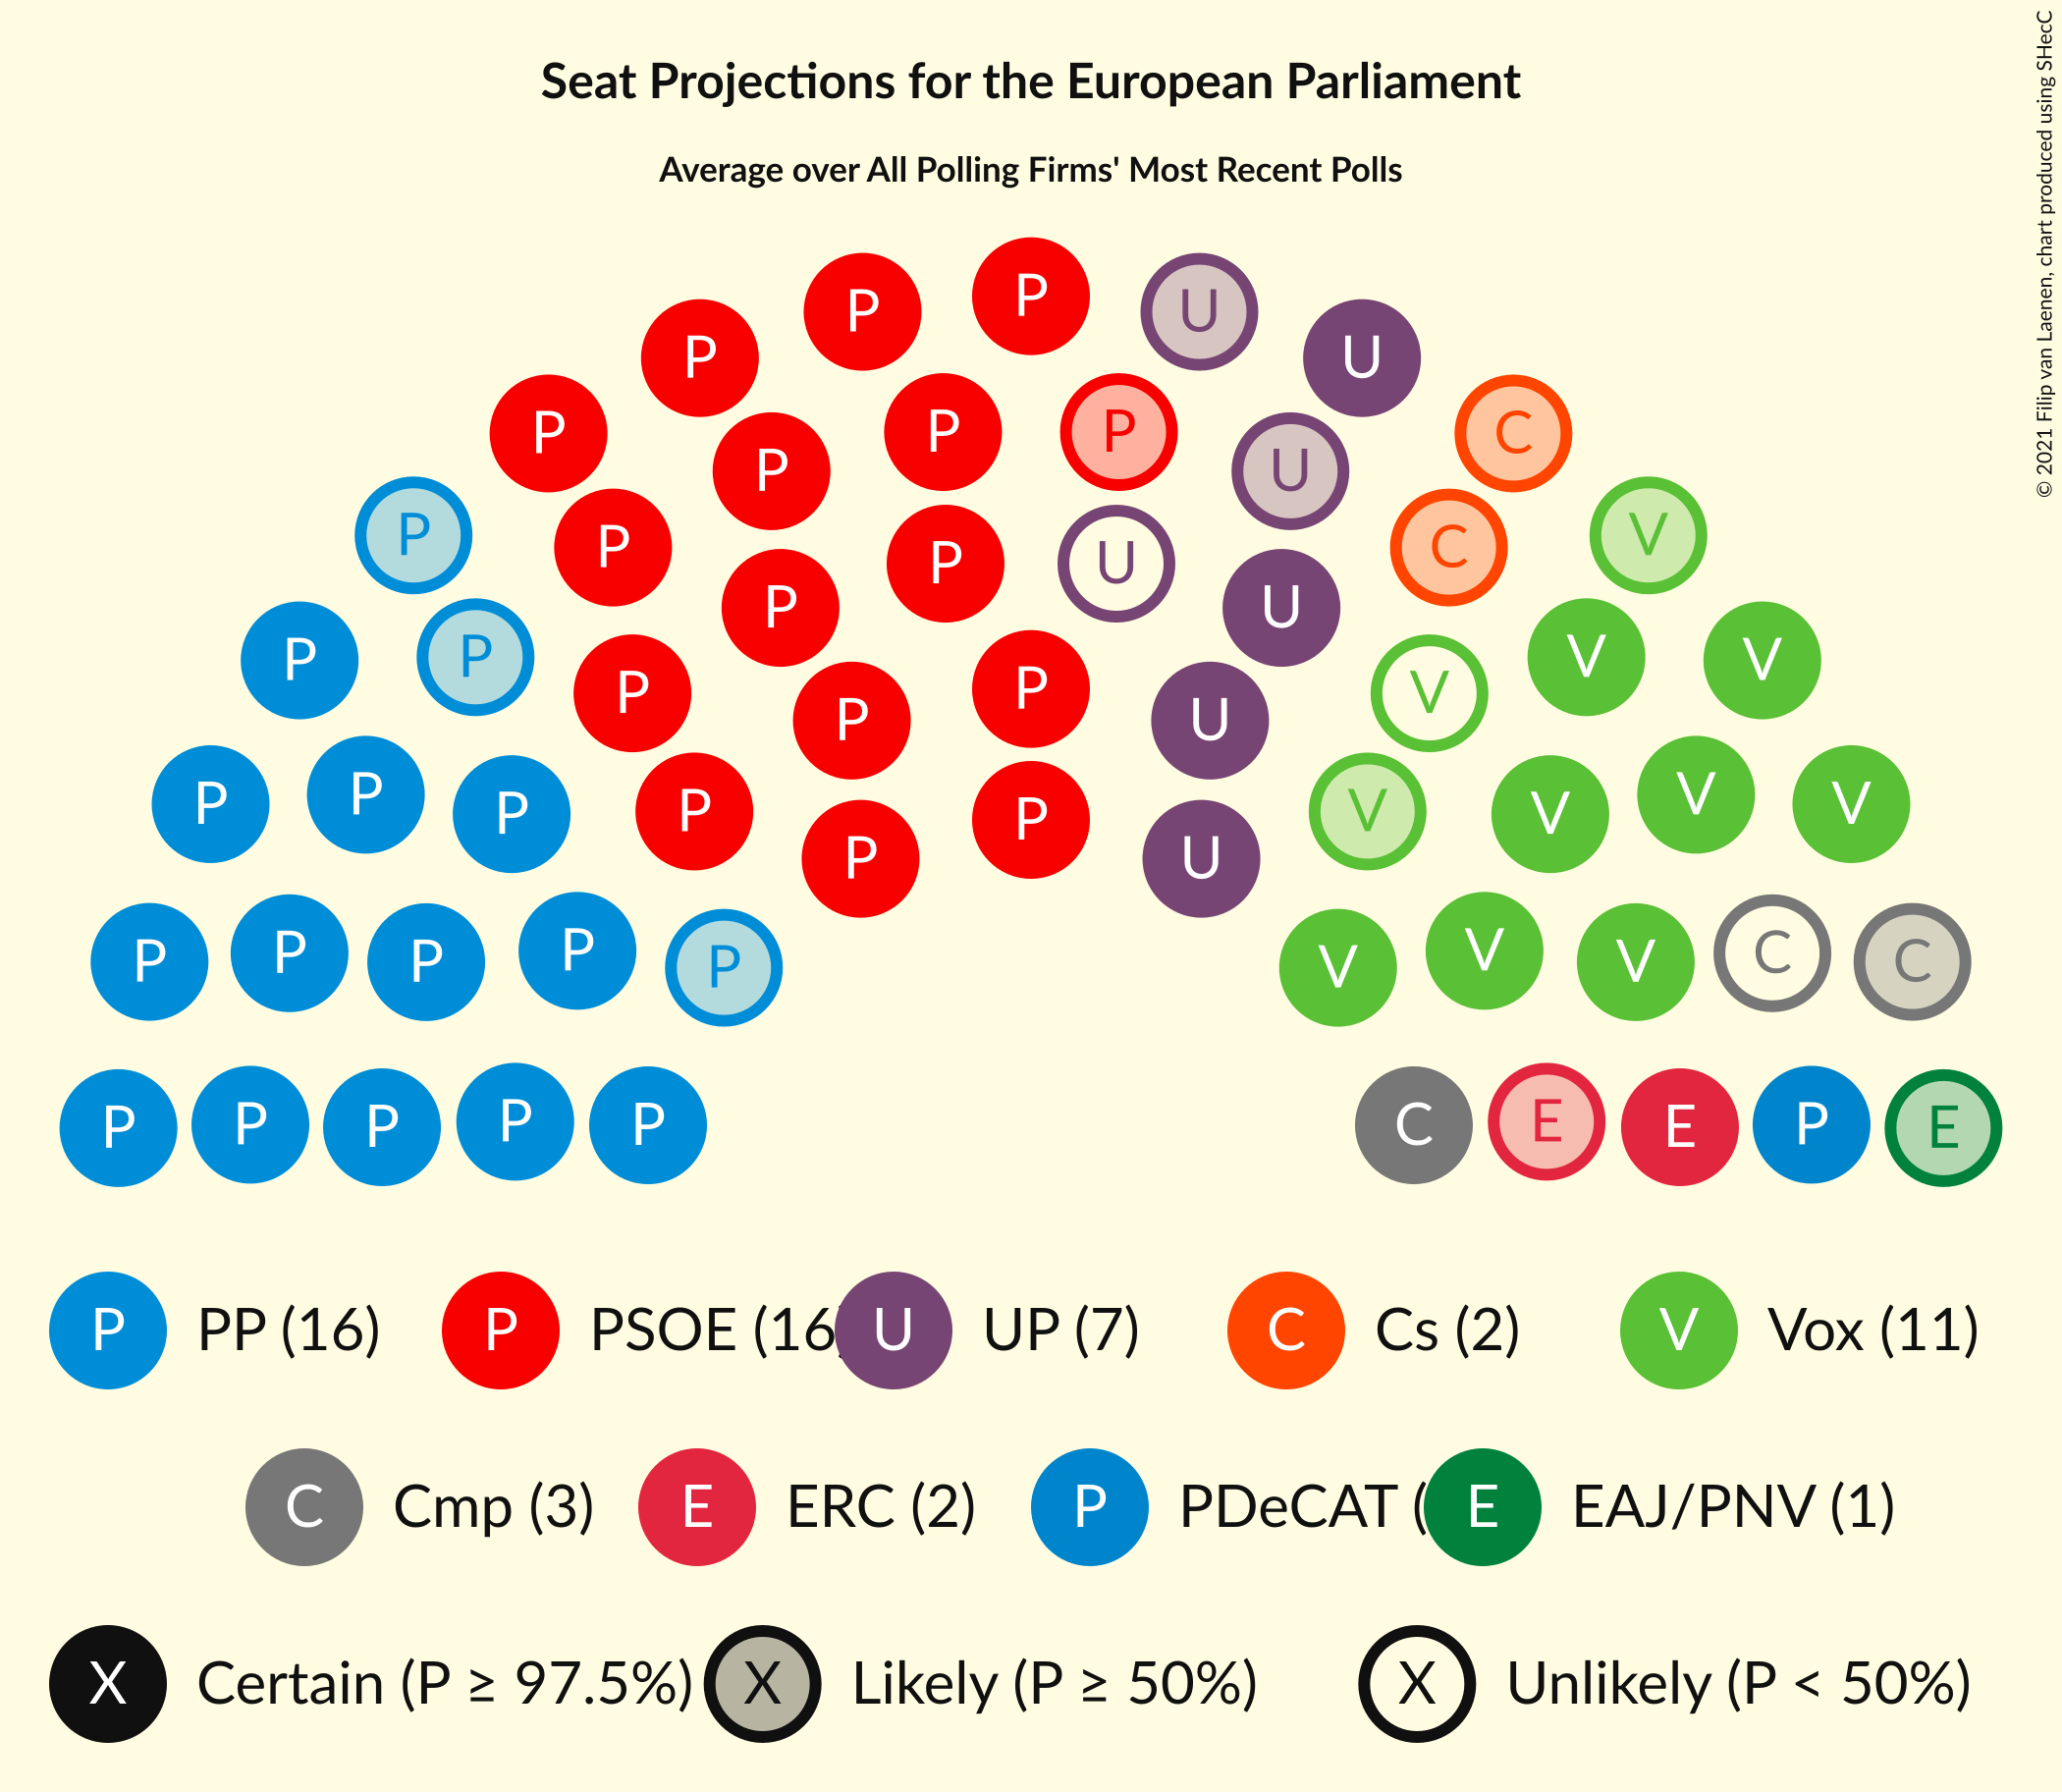 © 2021 Filip van Laenen, chart produced using SHecC
Seat Projections for the European Parliament
Average over All Polling Firms' Most Recent Polls
P
P U
P U
P P P C
P U
P V
P P U C
P U
P P V V
P P V
P U
P P P P P V V V V
P U
P P P P P V V V C C
P P P P P C E E P E
P PP (16) P PSOE (16 U UP (7) C Cs (2) V Vox (11)
C Cmp (3) E ERC (2) P PDeCAT ( E EAJ/PNV (1)
X Certain (P ≥ 97.5%) X Likely (P ≥ 50%) X Unlikely (P < 50%)